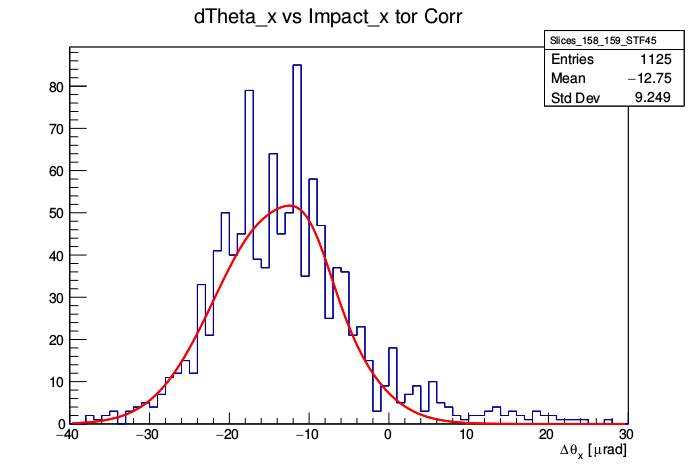 dTheta_x vs Impact_x tor Corr
Slices_158_159_STF45
Entries 1125
Mean −12.75
Std Dev 9.249
80
70
60
50
40
30
20
10
0
−40 −30 −20 −10 0 10 20 30
Δθx [μrad]